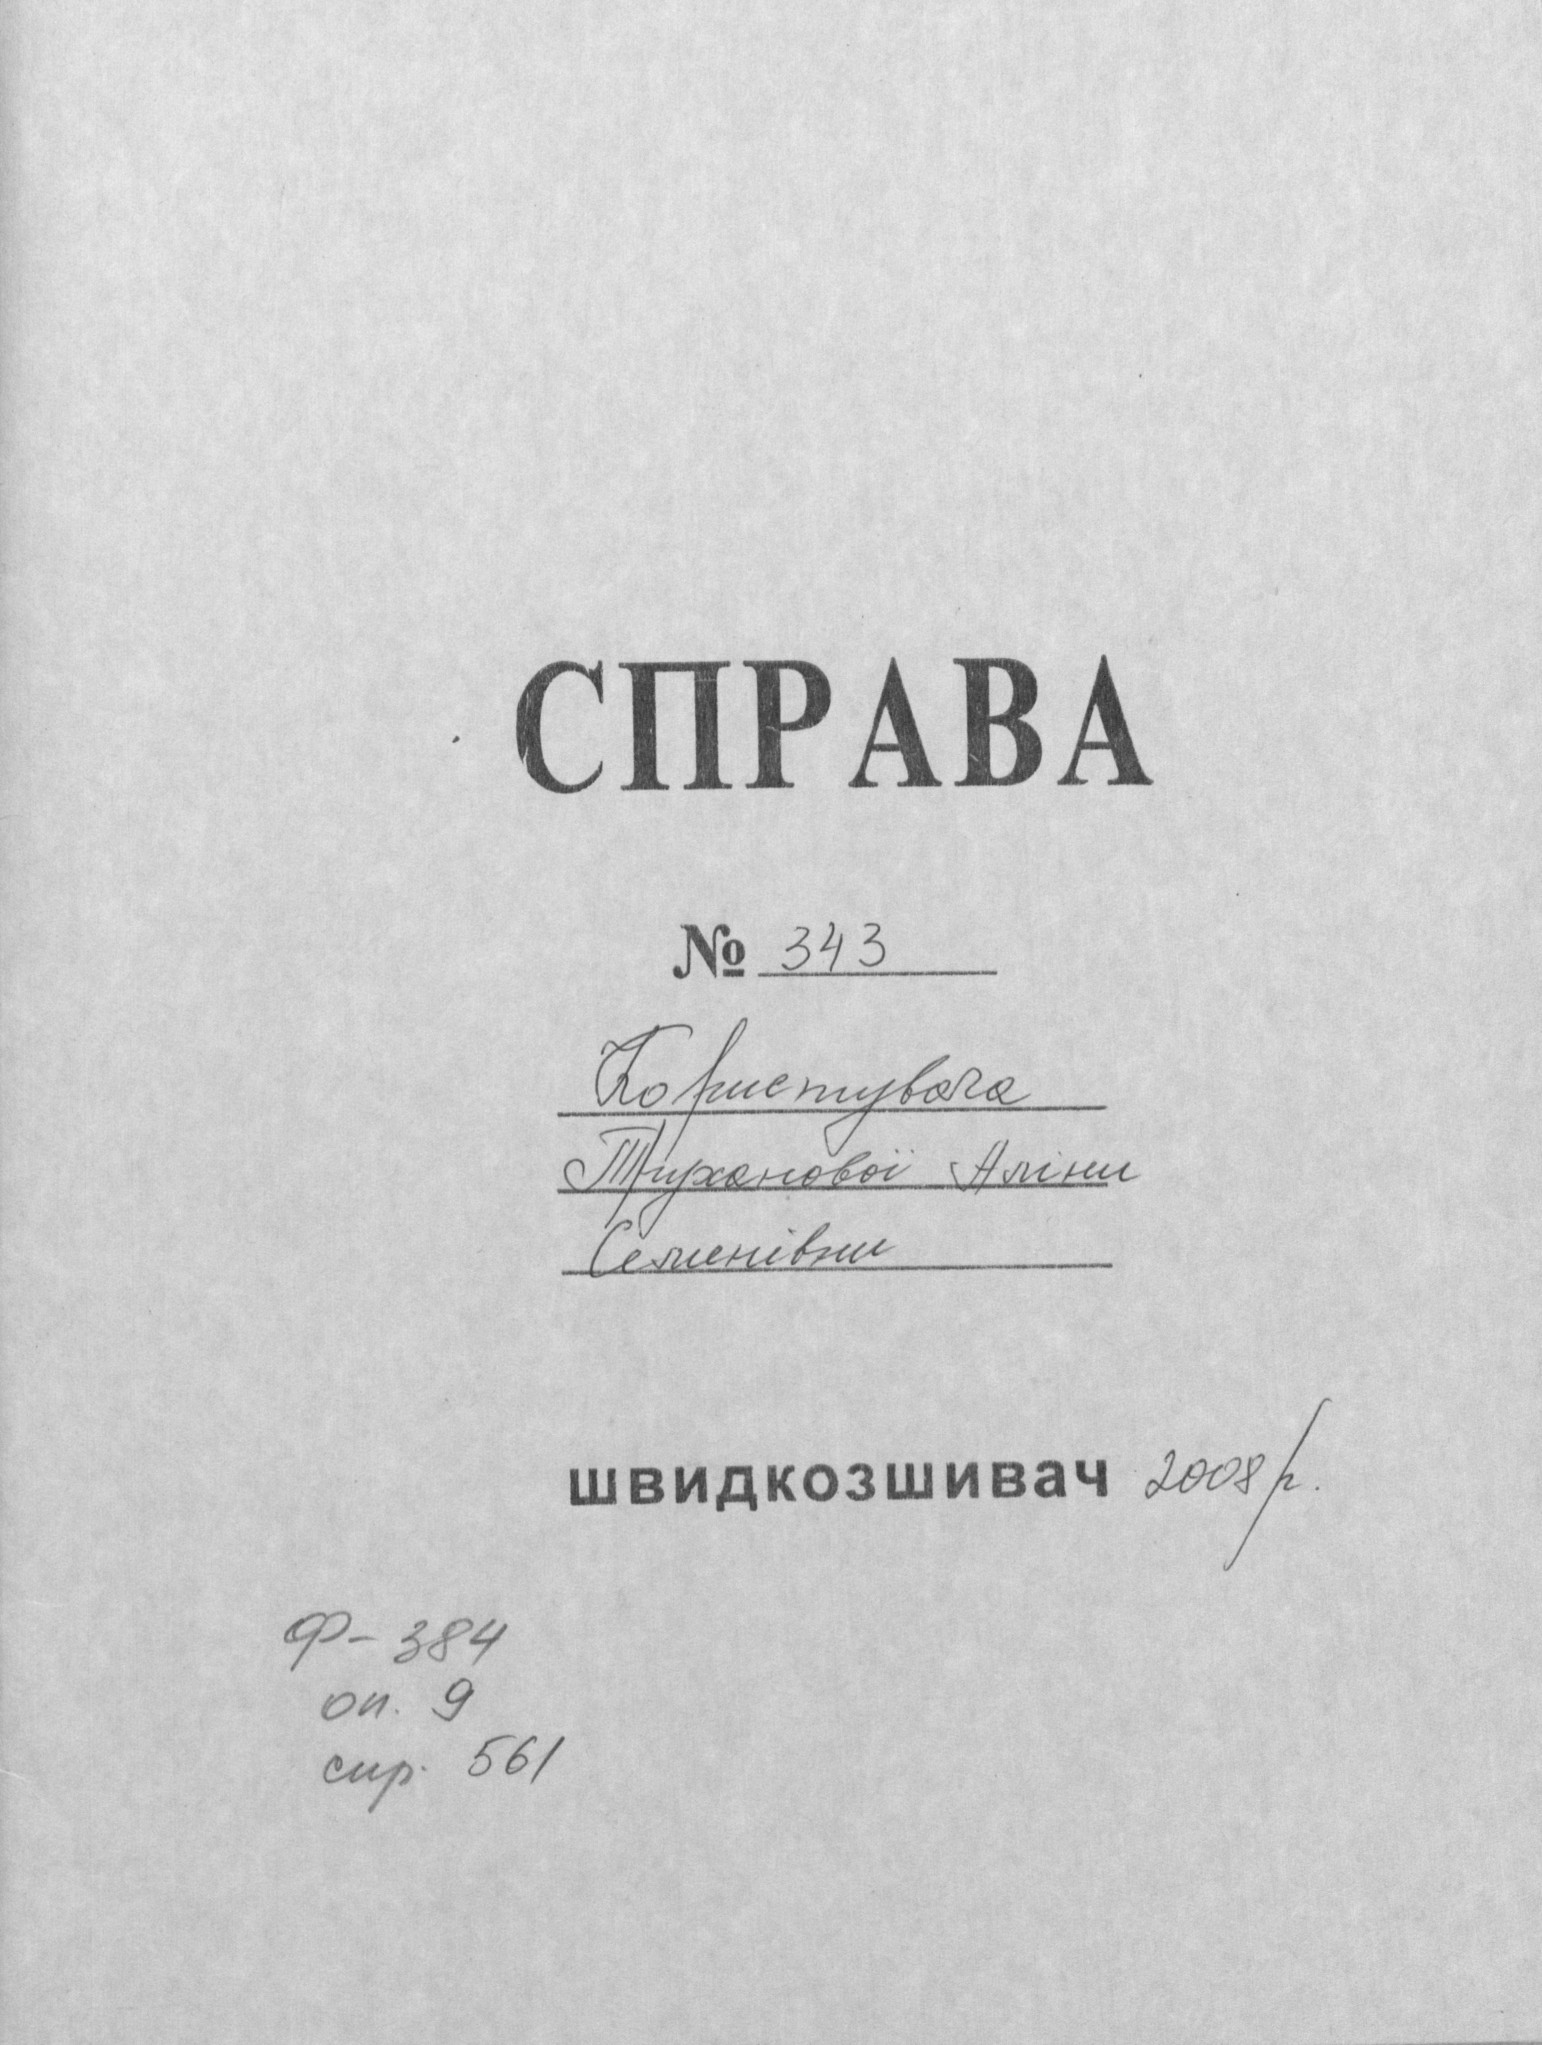 СПРАВА
№ 343
Користувача
Тиханової Аліни
Семенівни
швидкозшивач 2008 р.
Ф-384
оп. 9
спр. 561